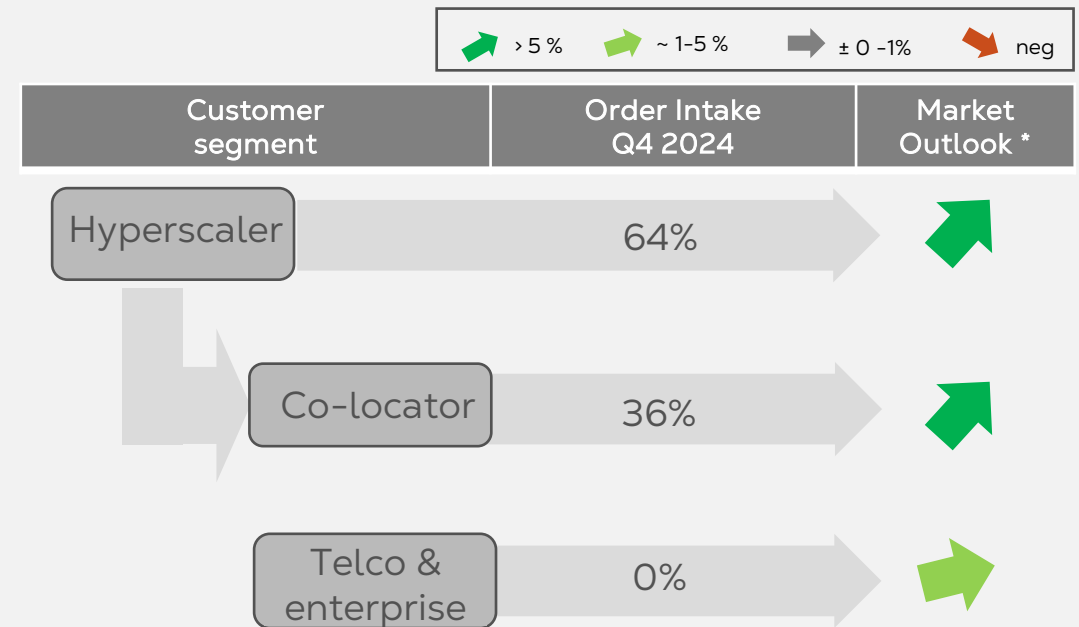 > 5 %
~ 1-5 %
± 0 -1%
neg
Customer
segment
Order Intake
Q4 2024
Market
Outlook *
Hyperscaler
64%
Co-locator
36%
Telco &
enterprise
0%